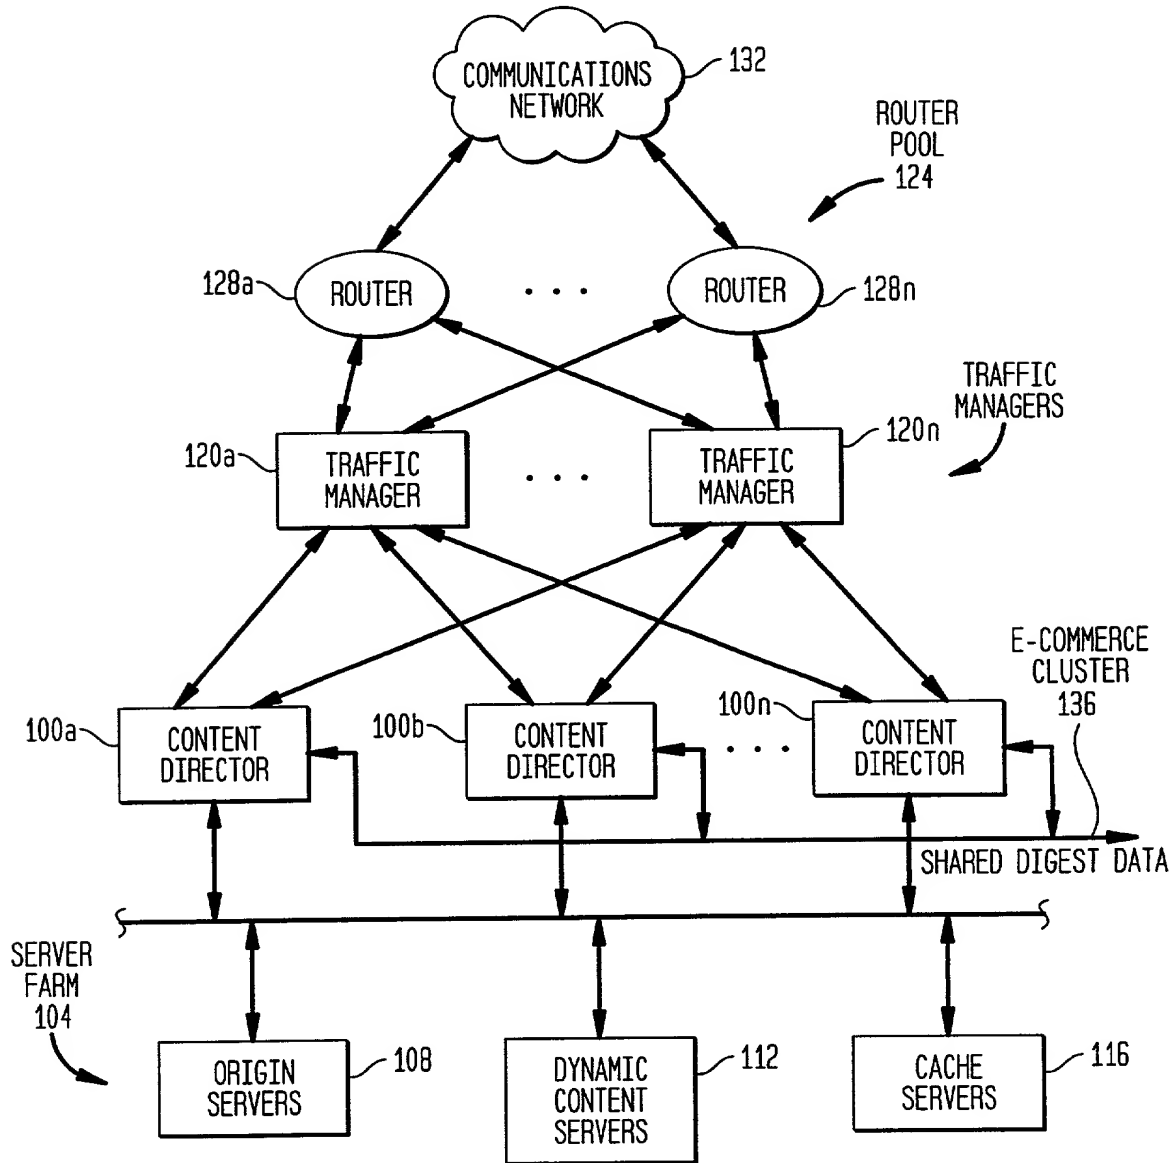 COMMUNICATIONS
NETWORK
132
ROUTER
POOL
124
128a
ROUTER
. . .
ROUTER
128n
TRAFFIC
MANAGERS
120a
TRAFFIC
MANAGER
. . .
TRAFFIC
MANAGER
120n
E-COMMERCE
CLUSTER
136
100a
CONTENT
DIRECTOR
100b
CONTENT
DIRECTOR
. . .
100n
CONTENT
DIRECTOR
SHARED DIGEST DATA
SERVER
FARM
104
ORIGIN
SERVERS
108
DYNAMIC
CONTENT
SERVERS
112
CACHE
SERVERS
116